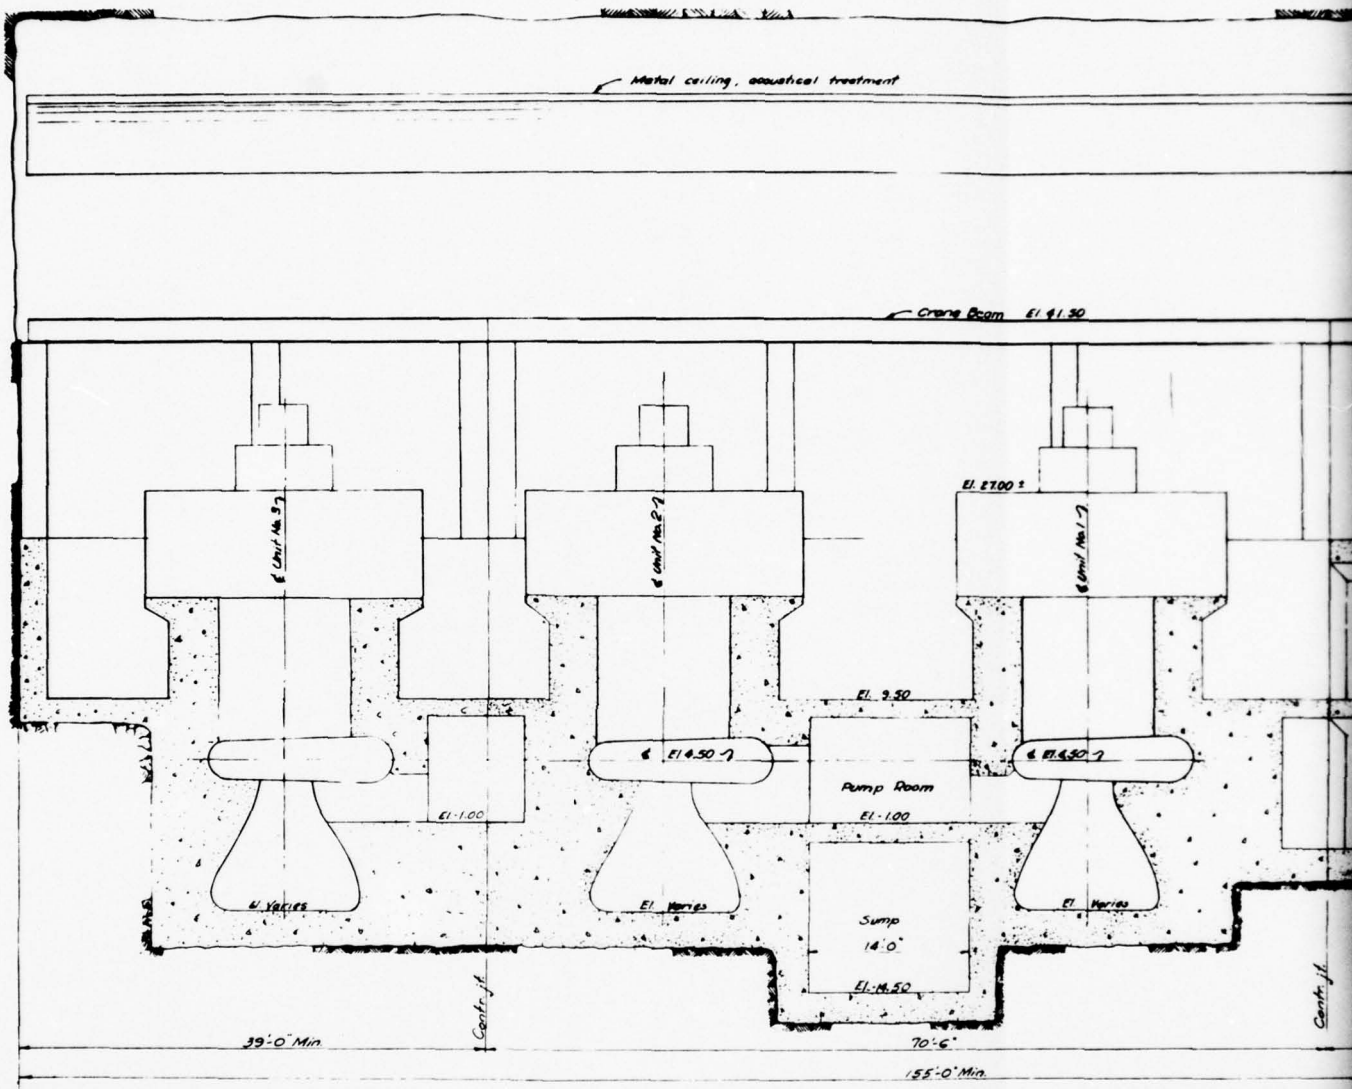 Metal ceiling, acoustical treatment
Crane Beam El. 41.50
El. 27.00 ±
℄ Unit No. 3
℄ Unit No. 2
℄ Unit No. 1
El. 9.50
℄ El. 4.50
℄ El. 4.50
Pump Room
El. -1.00
El. -1.00
El. Varies
El. Varies
El. Varies
Sump
14'-0"
El. -14.50
Contr. jt.
Contr. jt.
39'-0" Min.
70'-6"
155'-0" Min.